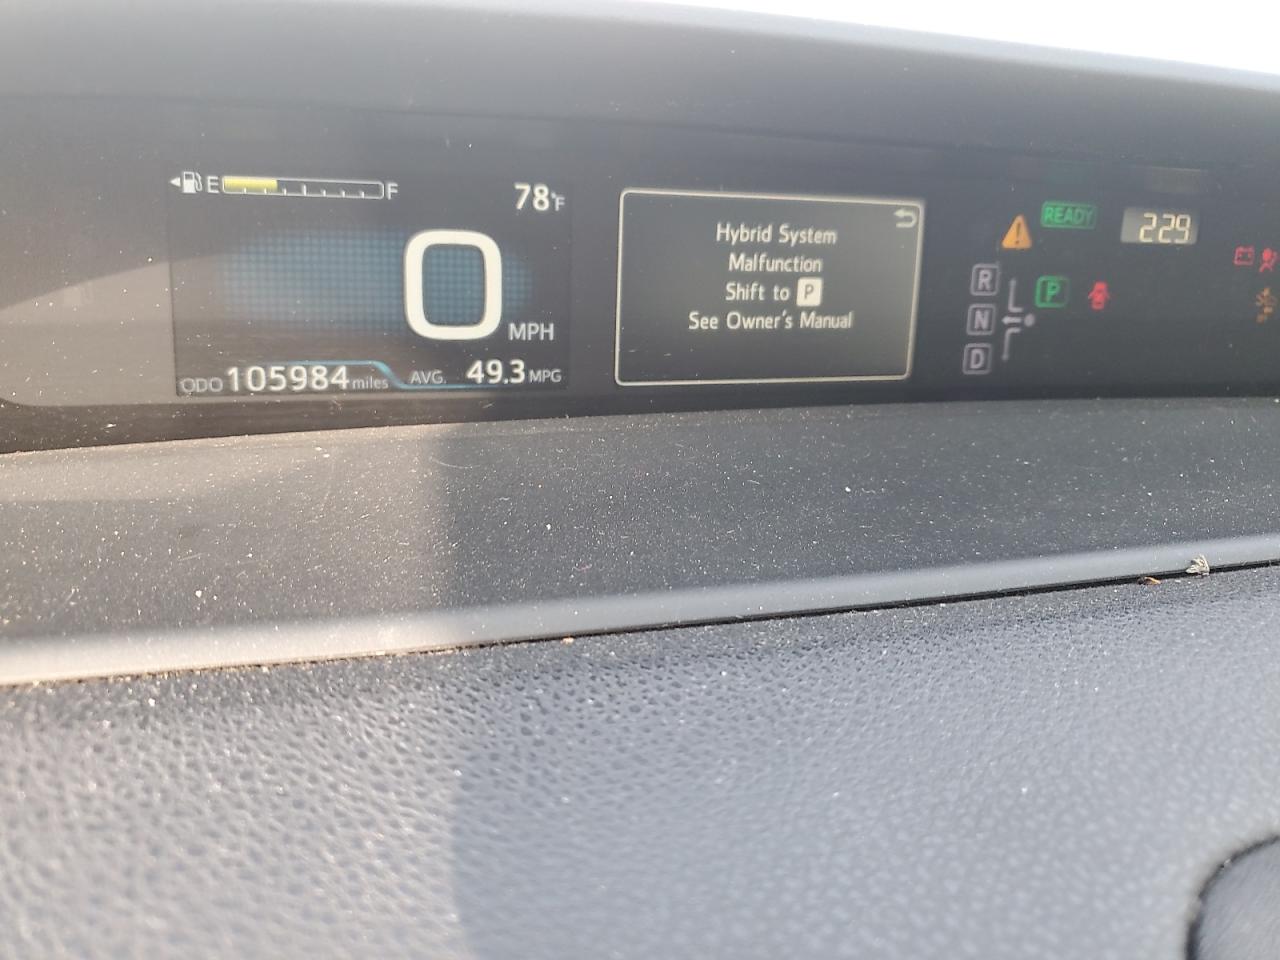 E F
78°F
0 MPH
ODO 105984 miles AVG. 49.3 MPG
Hybrid System
Malfunction
Shift to P
See Owner's Manual
READY
2:29
R
N
D
P